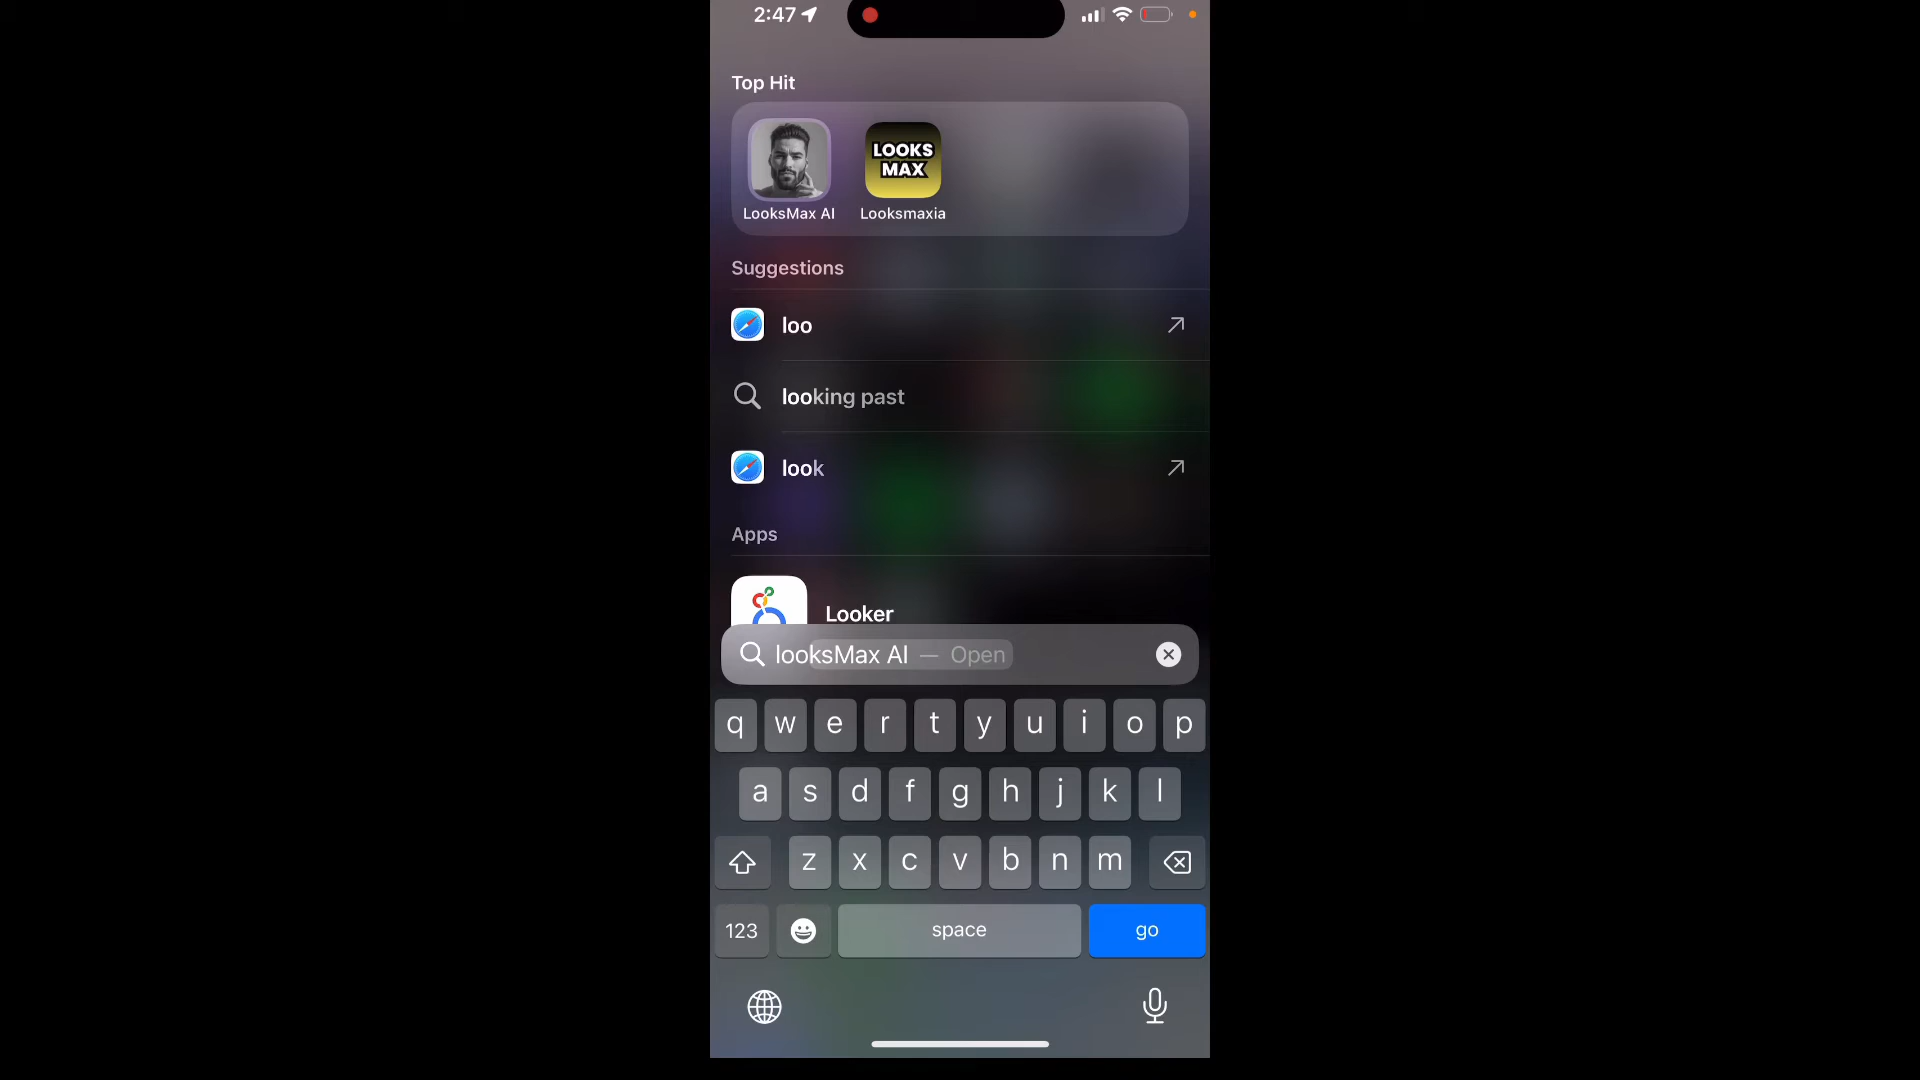 2:47
Top Hit
LOOKS
MAX
LooksMax AI Looksmaxia
Suggestions
loo
looking past
look
Apps
Looker
looksMax AI — Open
q w e r t y u i o p
a s d f g h j k l
z x c v b n m
123 space go